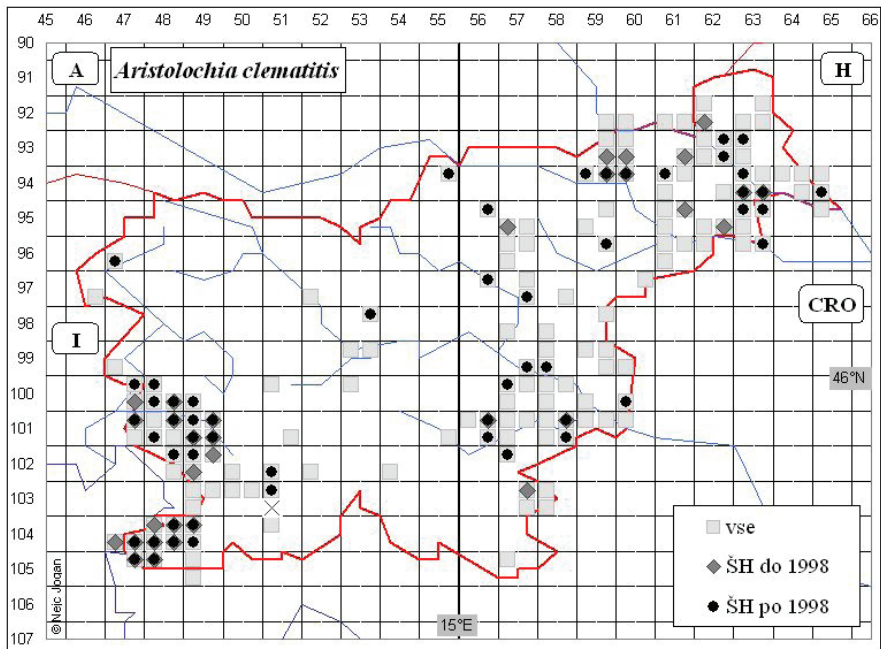 45 46 47 48 49 50 51 52 53 54 55 56 57 59 60 61 62 63 64 65 66
90
A
Aristolochia clematitis
H
91
92
93
94
95
96
97
CRO
98
I
99
46°N
100
101
102
103
vse
104
ŠH do 1998
105
ŠH po 1998
106
15°E
107
© Nejc Jogan